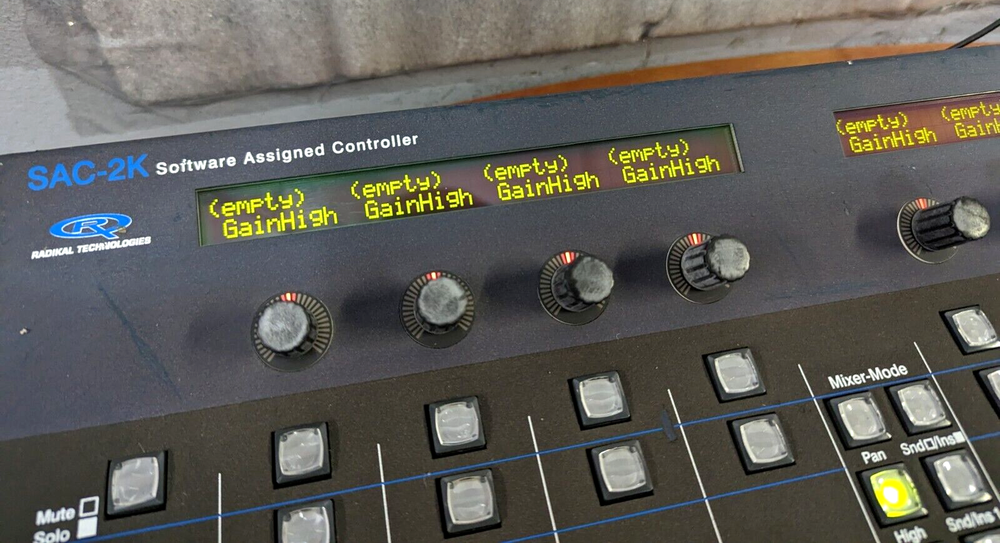 SAC-2K Software Assigned Controller
RADIKAL TECHNOLOGIES
(empty) (empty) (empty) (empty)
GainHigh GainHigh GainHigh GainHigh
(empty) (empty)
GainHigh Gain
Mixer-Mode
Pan Snd/Ins
High Snd/Ins
Mute
Solo